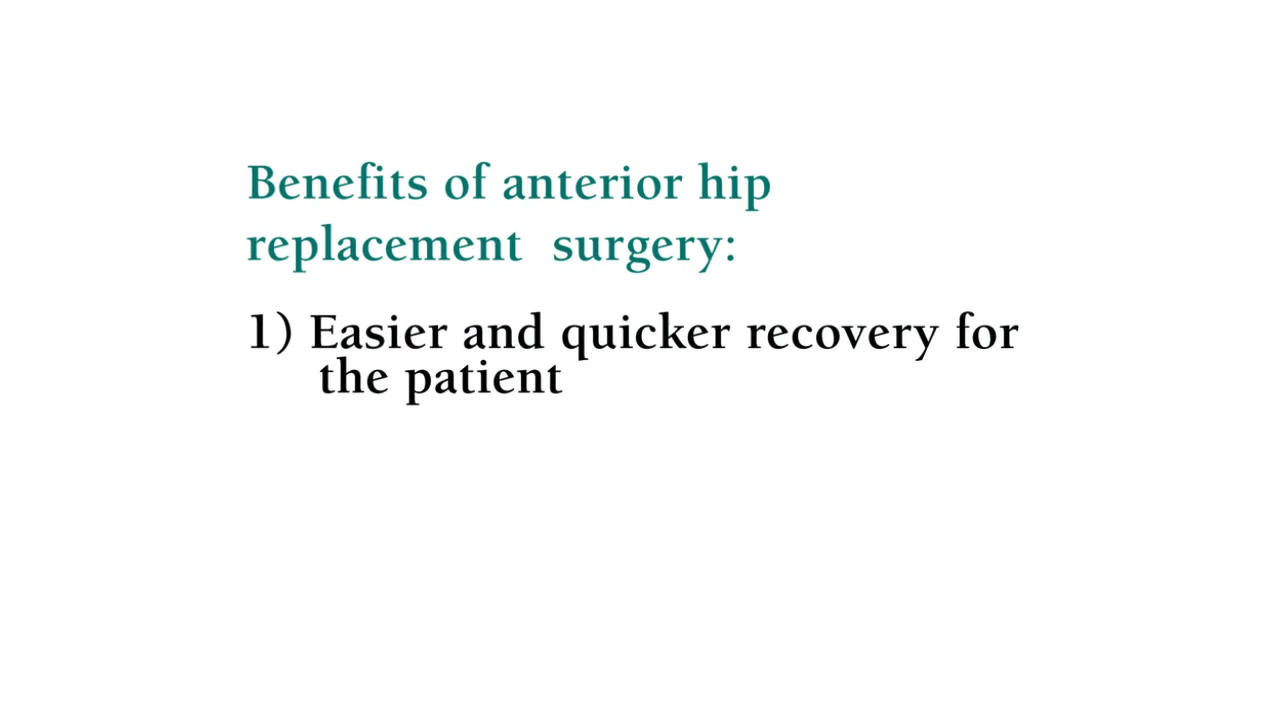 Benefits of anterior hip
replacement  surgery:
1) Easier and quicker recovery for
the patient